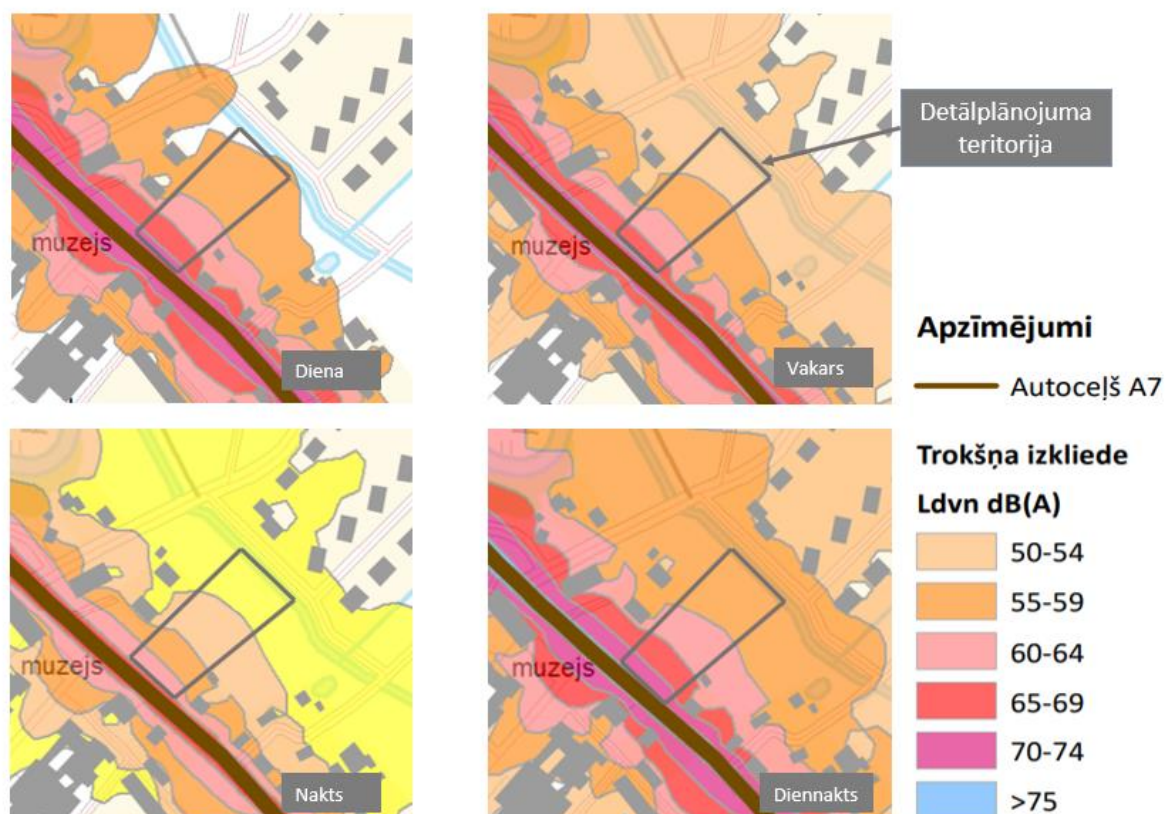 muzejs
Diena
muzejs
Vakars
Detālplānojuma
teritorija
Apzīmējumi
Autoceļš A7
muzejs
Nakts
muzejs
Diennakts
Trokšņa izkliede
Ldvn dB(A)
50-54
55-59
60-64
65-69
70-74
>75